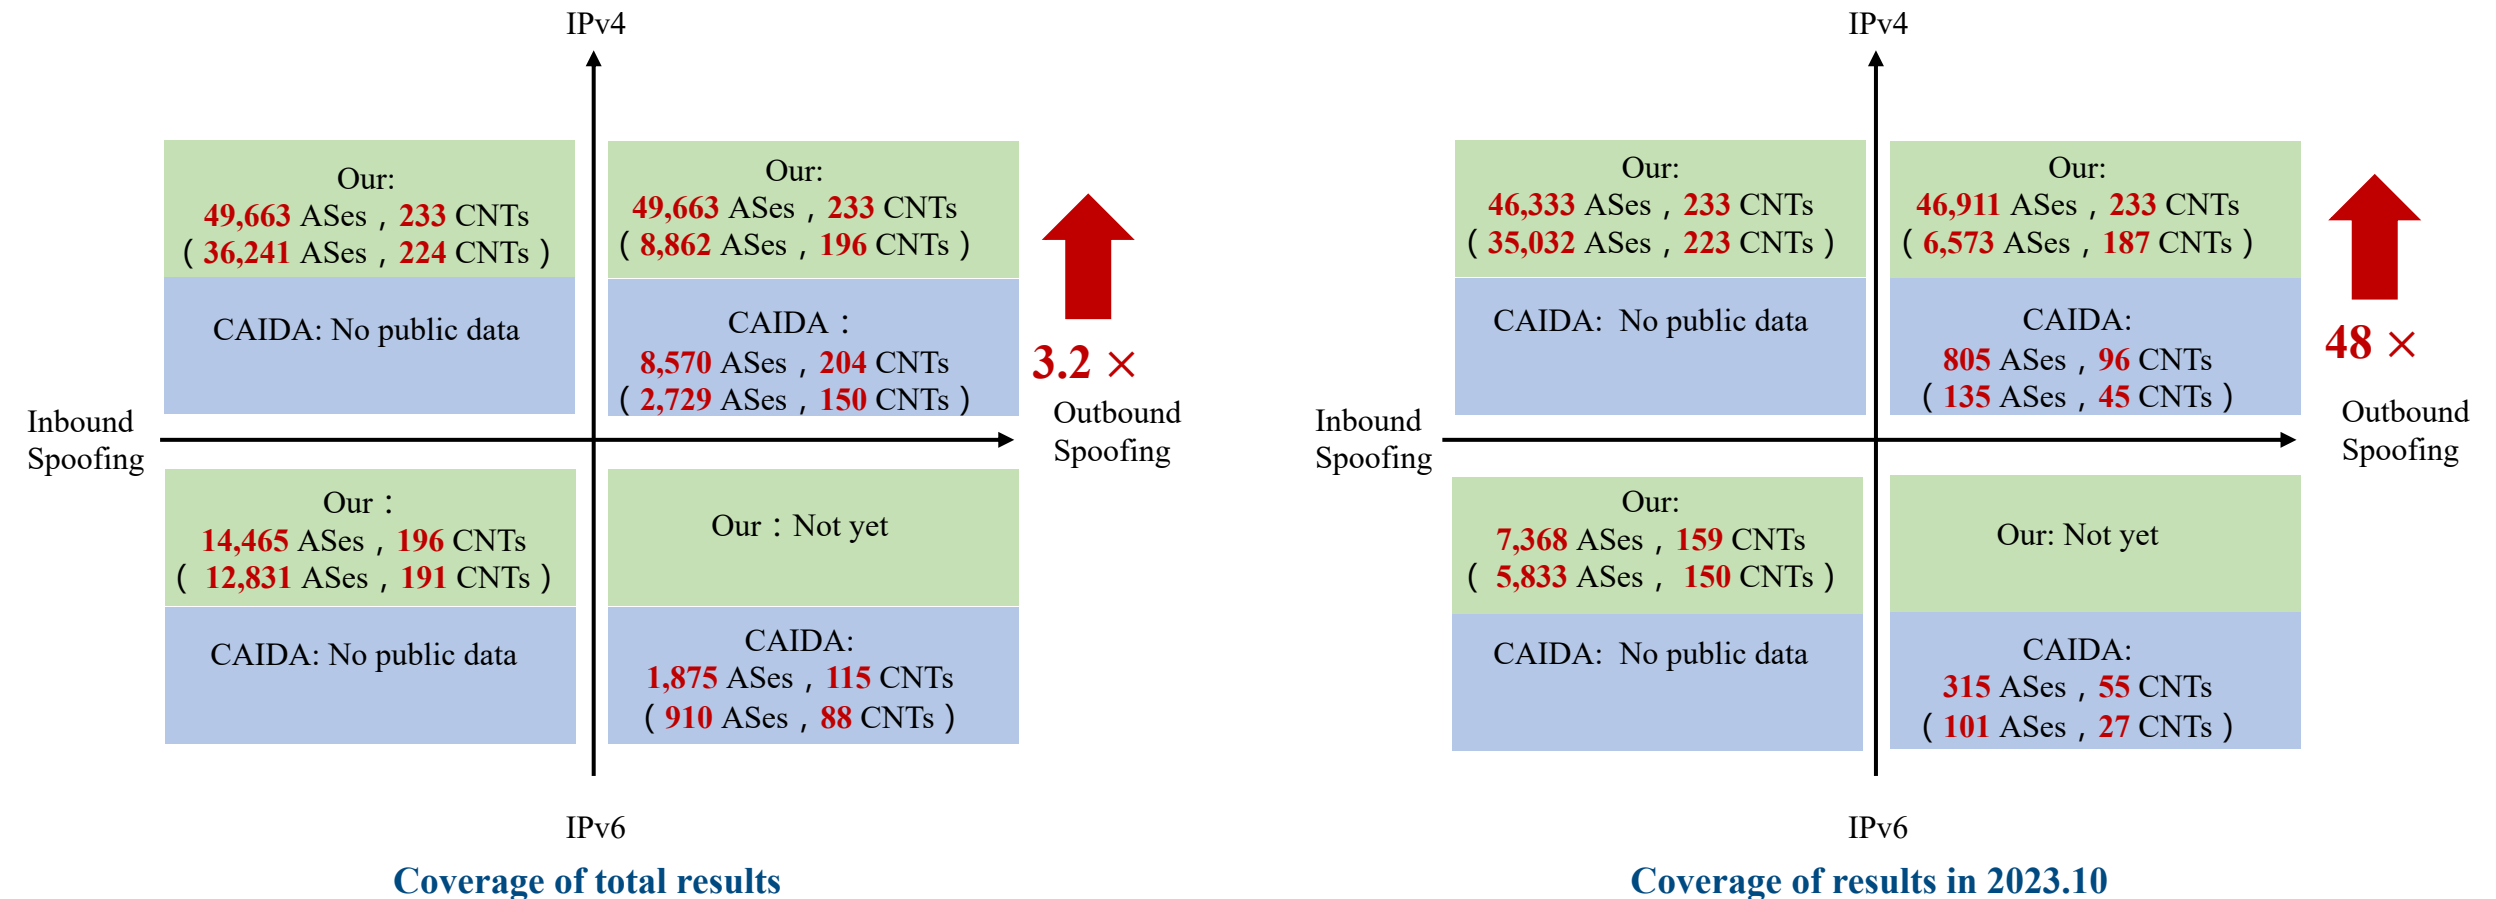 IPv4
Our:
49,663 ASes , 233 CNTs
( 36,241 ASes , 224 CNTs )
CAIDA: No public data
Our:
49,663 ASes , 233 CNTs
( 8,862 ASes , 196 CNTs )
CAIDA :
8,570 ASes , 204 CNTs
( 2,729 ASes , 150 CNTs )
3.2 ×
Inbound
Spoofing
Outbound
Spoofing
Our :
14,465 ASes , 196 CNTs
( 12,831 ASes , 191 CNTs )
CAIDA: No public data
Our : Not yet
CAIDA:
1,875 ASes , 115 CNTs
( 910 ASes , 88 CNTs )
IPv6
Coverage of total results
IPv4
Our:
46,333 ASes , 233 CNTs
( 35,032 ASes , 223 CNTs )
CAIDA: No public data
Our:
46,911 ASes , 233 CNTs
( 6,573 ASes , 187 CNTs )
CAIDA:
805 ASes , 96 CNTs
( 135 ASes , 45 CNTs )
48 ×
Inbound
Spoofing
Outbound
Spoofing
Our:
7,368 ASes , 159 CNTs
( 5,833 ASes , 150 CNTs )
CAIDA: No public data
Our: Not yet
CAIDA:
315 ASes , 55 CNTs
( 101 ASes , 27 CNTs )
IPv6
Coverage of results in 2023.10